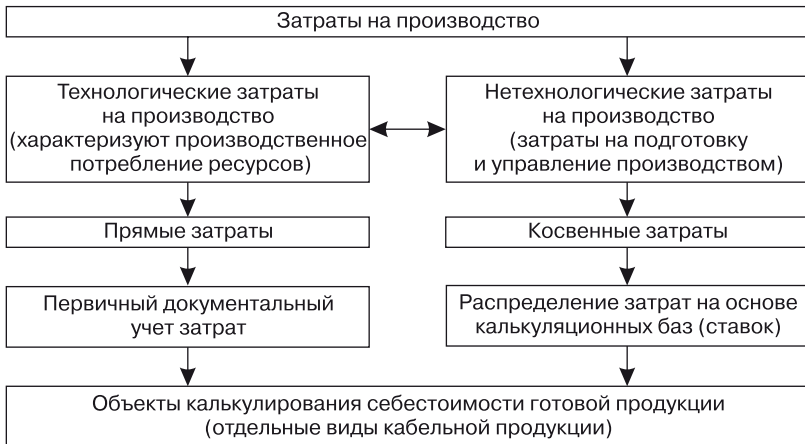 Затраты на производство
Технологические затраты
на производство
(характеризуют производственное
потребление ресурсов)
Нетехнологические затраты
на производство
(затраты на подготовку
и управление производством)
Прямые затраты
Косвенные затраты
Первичный документальный
учет затрат
Распределение затрат на основе
калькуляционных баз (ставок)
Объекты калькулирования себестоимости готовой продукции
(отдельные виды кабельной продукции)